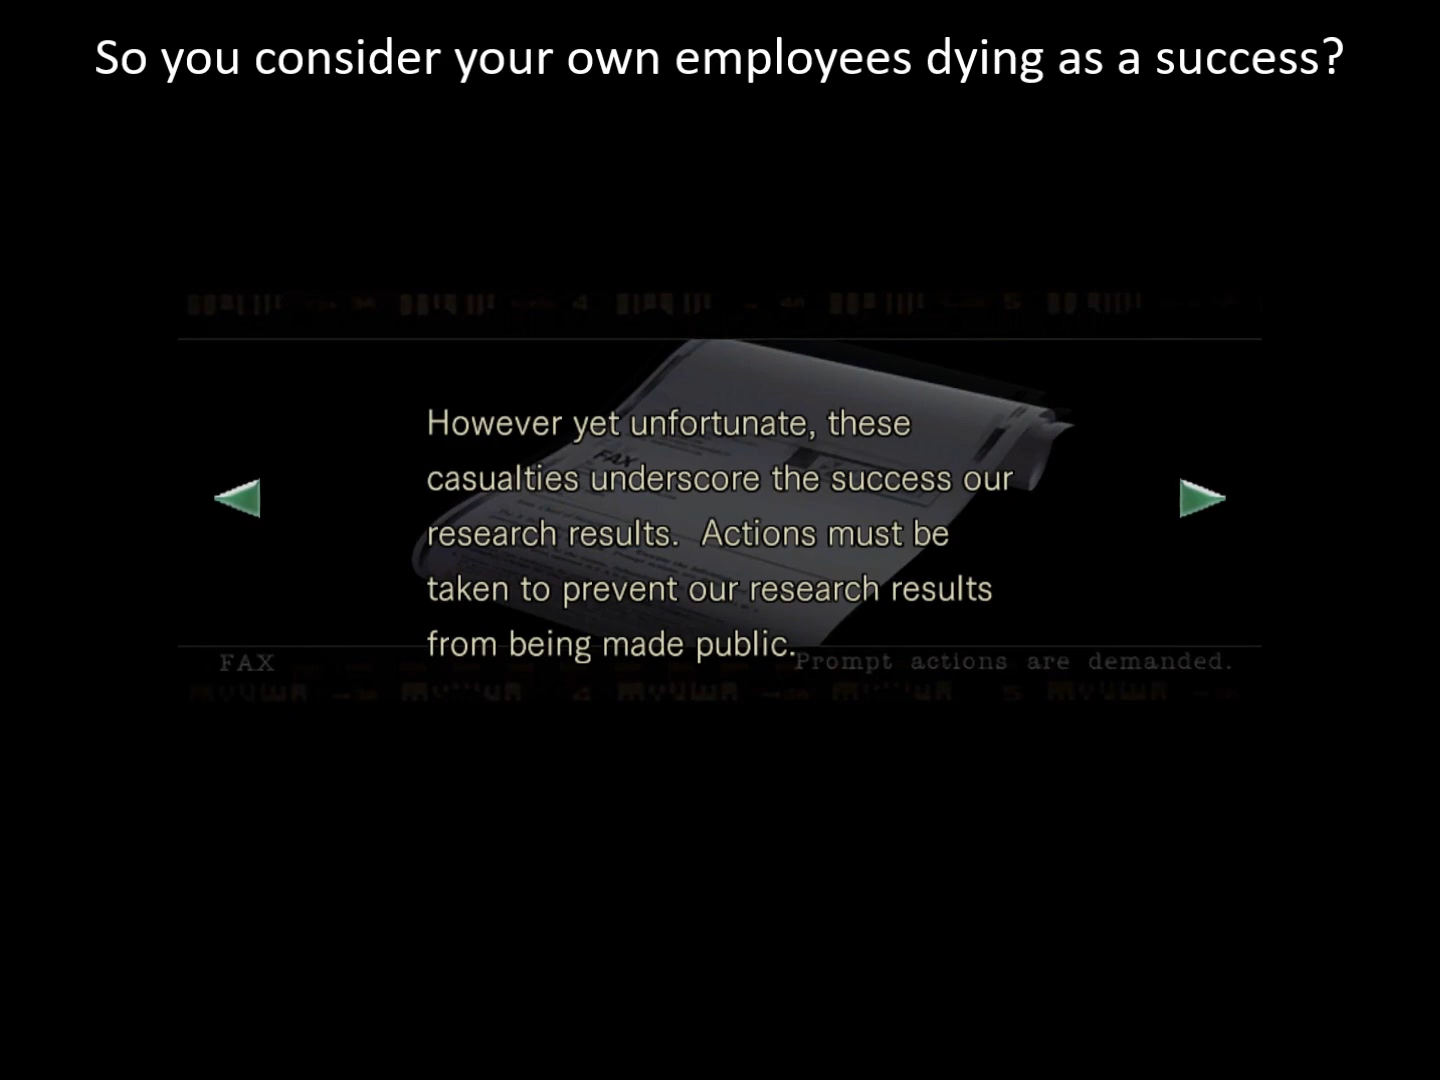 So you consider your own employees dying as a success?
However yet unfortunate, these
casualties underscore the success our
research results.  Actions must be
taken to prevent our research results
from being made public.
FAX
FAX
Prompt actions are demanded.